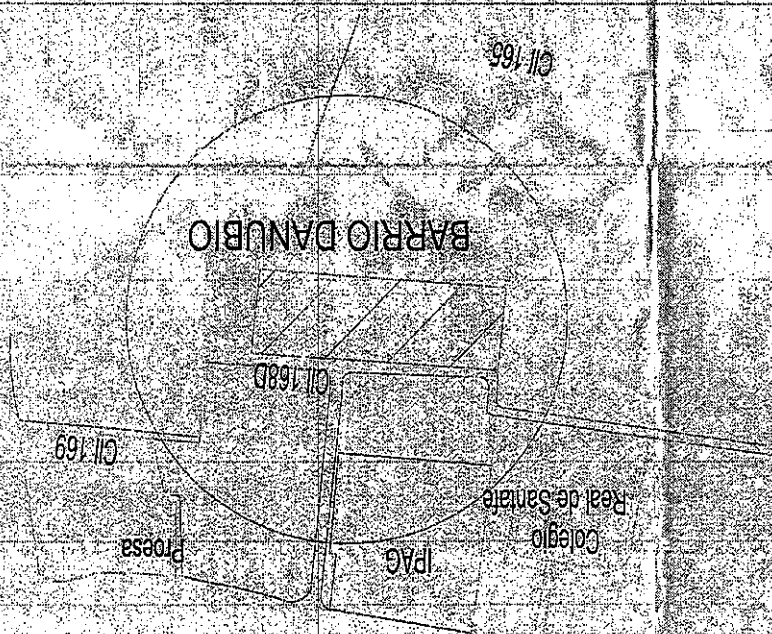 Colegio
Real de Santafe
IPAG
Proesa
Cll 169
Cll 168D
BARRIO DANUBIO
Cll 165